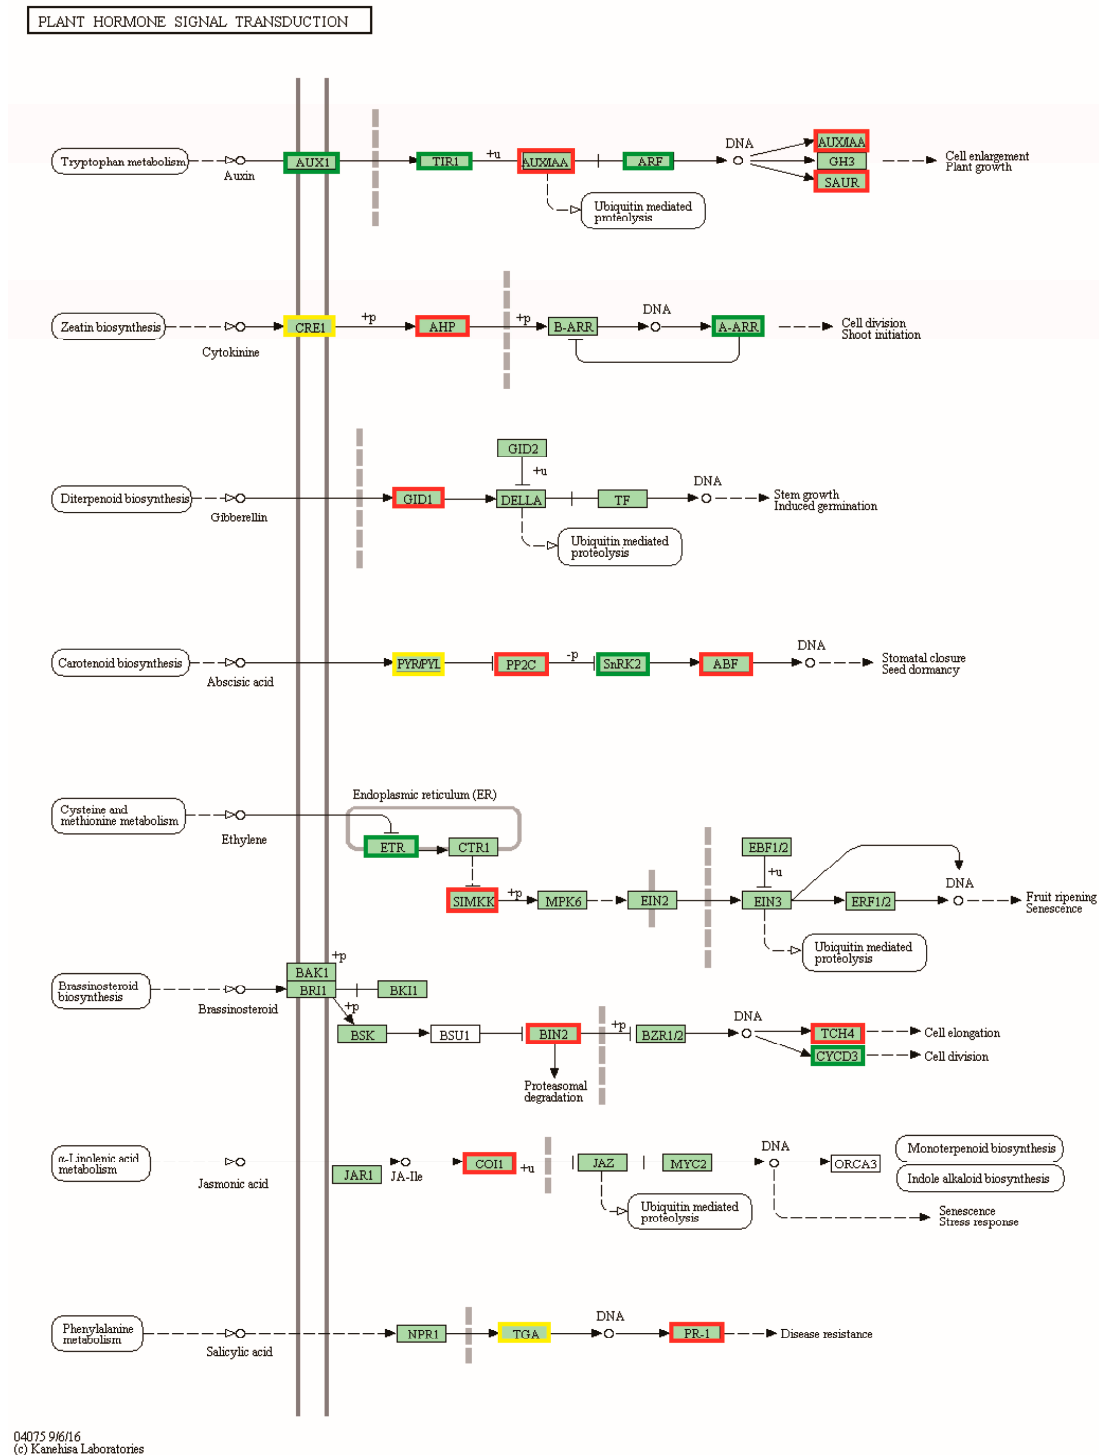 PLANT HORMONE SIGNAL TRANSDUCTION
Tryptophan metabolism
Auxin
AUX1
TIR1
+u
AUX/IAA
ARF
DNA
AUX/IAA
GH3
SAUR
Cell enlargement
Plant growth
Ubiquitin mediated
proteolysis
Zeatin biosynthesis
Cytokinine
CRE1
+p
AHP
+p
B-ARR
DNA
A-ARR
Cell division
Shoot initiation
Diterpenoid biosynthesis
Gibberellin
GID1
GID2
+u
DELLA
TF
DNA
Stem growth
Induced germination
Ubiquitin mediated
proteolysis
Carotenoid biosynthesis
Abscisic acid
PYR/PYL
PP2C
-p
SnRK2
ABF
DNA
Stomatal closure
Seed dormancy
Cysteine and
methionine metabolism
Ethylene
Endoplasmic reticulum (ER)
ETR
CTR1
SIMKK
+p
MPK6
EIN2
EBF1/2
+u
EIN3
ERF1/2
DNA
Fruit ripening
Senescence
Ubiquitin mediated
proteolysis
Brassinosteroid
biosynthesis
Brassinosteroid
BAK1
+p
BRI1
BKI1
+p
BSK
BSU1
BIN2
+p
BZR1/2
DNA
TCH4
Cell elongation
CYCD3
Cell division
Proteasomal
degradation
α-Linolenic acid
metabolism
Jasmonic acid
JAR1
JA-Ile
COI1
+u
JAZ
MYC2
DNA
ORCA3
Monoterpenoid biosynthesis
Indole alkaloid biosynthesis
Ubiquitin mediated
proteolysis
Senescence
Stress response
Phenylalanine
metabolism
Salicylic acid
NPR1
TGA
DNA
PR-1
Disease resistance
04075 9/6/16
(c) Kanehisa Laboratories